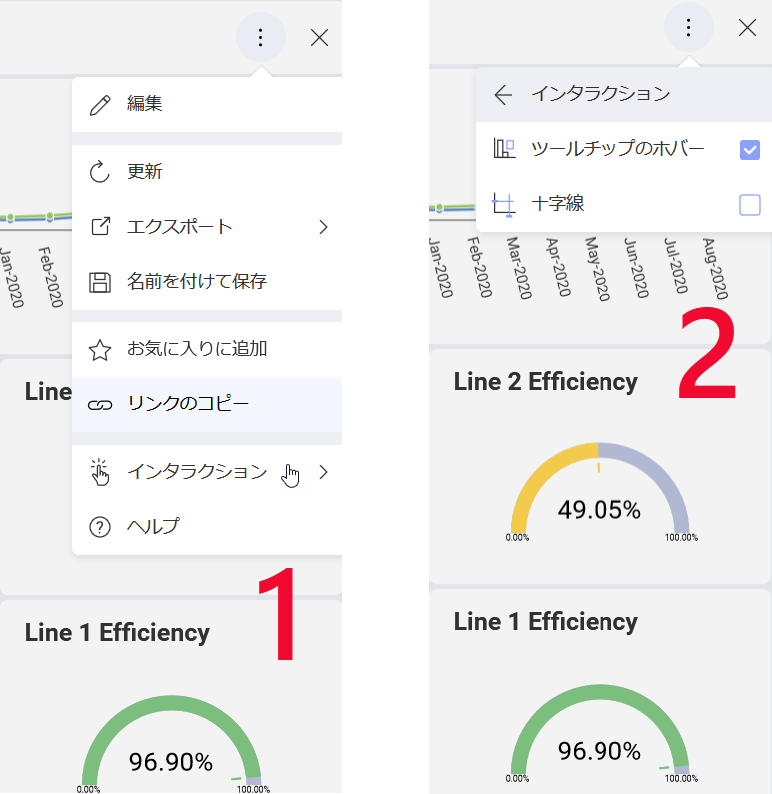 編集
更新
エクスポート
名前を付けて保存
お気に入りに追加
リンクのコピー
インタラクション
ヘルプ
Jan-2020
Feb-2020
Line
1
Line 1 Efficiency
96.90%
0.00%
100.00%
インタラクション
ツールチップのホバー
十字線
Jan-2020
Feb-2020
Mar-2020
Apr-2020
May-2020
Jun-2020
Jul-2020
Aug-2020
2
Line 2 Efficiency
49.05%
0.00%
100.00%
Line 1 Efficiency
96.90%
0.00%
100.00%